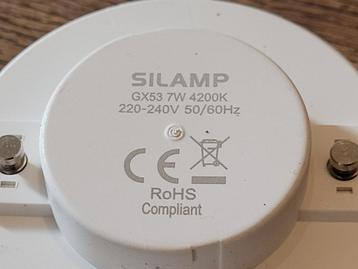 SILAMP
GX53 7W 4200K
220-240V 50/60Hz
CE
RoHS
Compliant